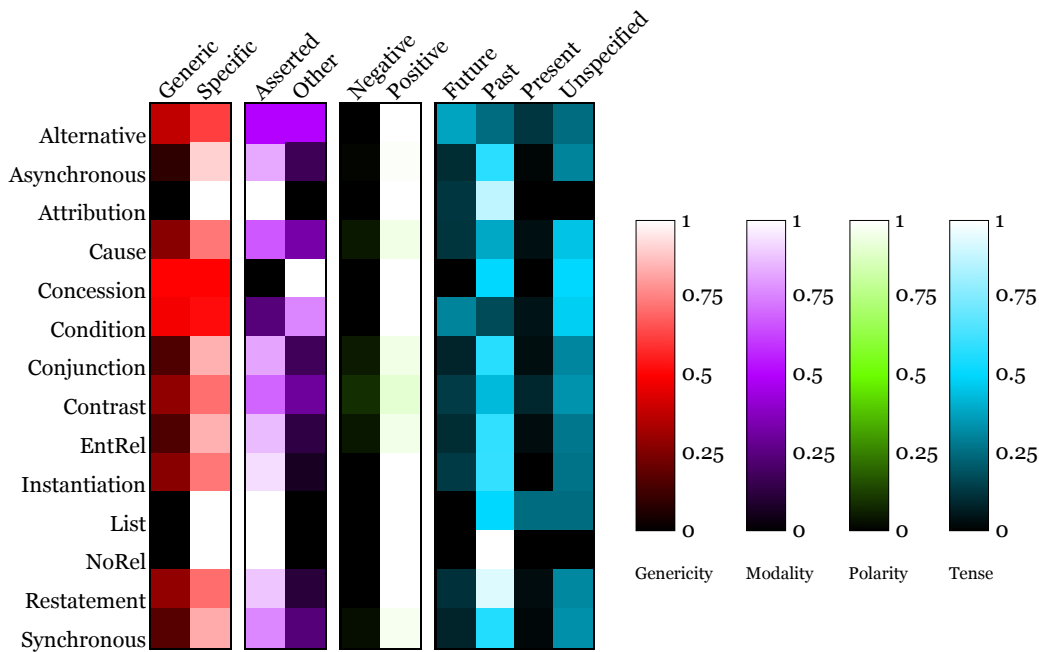 Generic
Specific
Asserted
Other
Negative
Positive
Future
Past
Present
Unspecified
Alternative
Asynchronous
Attribution
Cause
Concession
Condition
Conjunction
Contrast
EntRel
Instantiation
List
NoRel
Restatement
Synchronous
1 1 1 1
0.75 0.75 0.75 0.75
0.5 0.5 0.5 0.5
0.25 0.25 0.25 0.25
0 0 0 0
Genericity Modality Polarity Tense